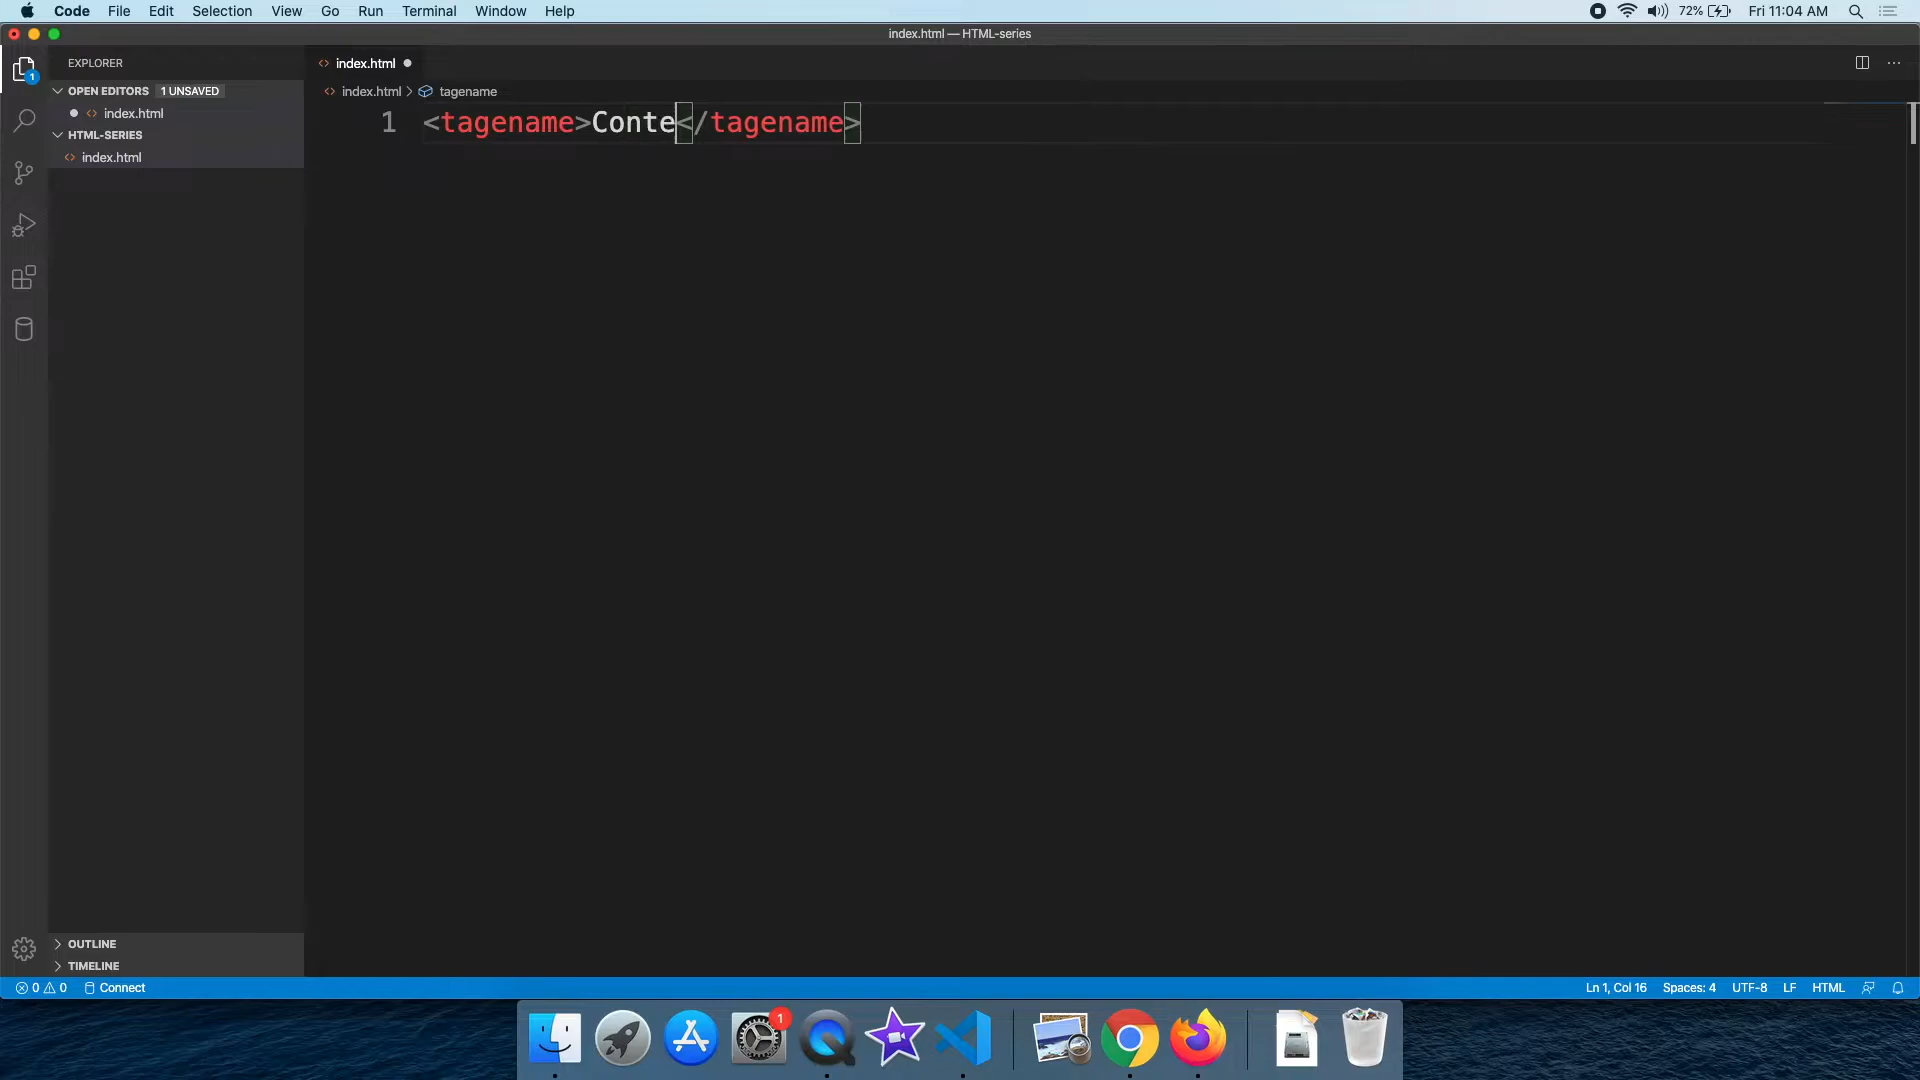 Code File Edit Selection View Go Run Terminal Window Help 72% Fri 11:04 AM
index.html — HTML-series
EXPLORER
index.html
OPEN EDITORS 1 UNSAVED
index.html > tagename
index.html
1 <tagename>Conte</tagename>
HTML-SERIES
index.html
1
OUTLINE
TIMELINE
0 0 Connect Ln 1, Col 16 Spaces: 4 UTF-8 LF HTML
1